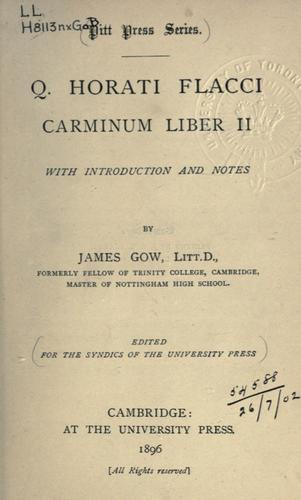 LL
H8113nxGoB
Pitt Press Series.
Q. HORATI FLACCI
CARMINUM LIBER II
WITH INTRODUCTION AND NOTES
BY
JAMES GOW, LITT.D.,
FORMERLY FELLOW OF TRINITY COLLEGE, CAMBRIDGE,
MASTER OF NOTTINGHAM HIGH SCHOOL.
EDITED
FOR THE SYNDICS OF THE UNIVERSITY PRESS
54588
26/7/02
CAMBRIDGE:
AT THE UNIVERSITY PRESS.
1896
[All Rights reserved]